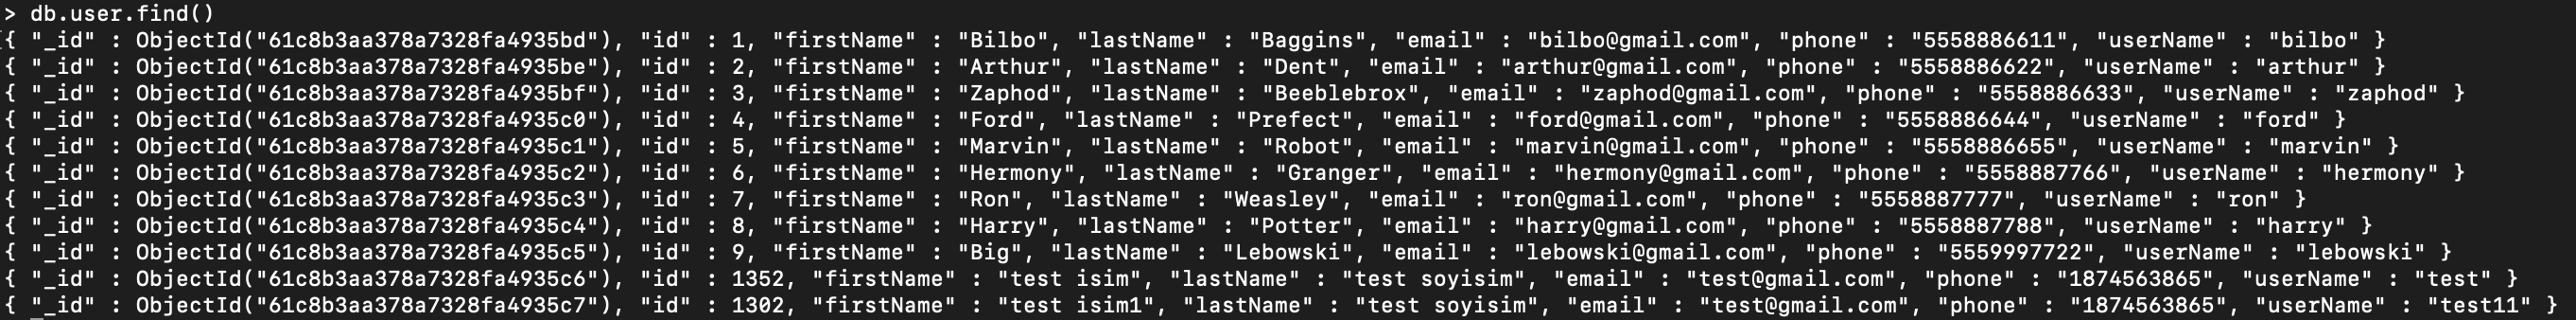 > db.user.find()
{ "_id" : ObjectId("61c8b3aa378a7328fa4935bd"), "id" : 1, "firstName" : "Bilbo", "lastName" : "Baggins", "email" : "bilbo@gmail.com", "phone" : "5558886611", "userName" : "bilbo" }
{ "_id" : ObjectId("61c8b3aa378a7328fa4935be"), "id" : 2, "firstName" : "Arthur", "lastName" : "Dent", "email" : "arthur@gmail.com", "phone" : "5558886622", "userName" : "arthur" }
{ "_id" : ObjectId("61c8b3aa378a7328fa4935bf"), "id" : 3, "firstName" : "Zaphod", "lastName" : "Beeblebrox", "email" : "zaphod@gmail.com", "phone" : "5558886633", "userName" : "zaphod" }
{ "_id" : ObjectId("61c8b3aa378a7328fa4935c0"), "id" : 4, "firstName" : "Ford", "lastName" : "Prefect", "email" : "ford@gmail.com", "phone" : "5558886644", "userName" : "ford" }
{ "_id" : ObjectId("61c8b3aa378a7328fa4935c1"), "id" : 5, "firstName" : "Marvin", "lastName" : "Robot", "email" : "marvin@gmail.com", "phone" : "5558886655", "userName" : "marvin" }
{ "_id" : ObjectId("61c8b3aa378a7328fa4935c2"), "id" : 6, "firstName" : "Hermony", "lastName" : "Granger", "email" : "hermony@gmail.com", "phone" : "5558887766", "userName" : "hermony" }
{ "_id" : ObjectId("61c8b3aa378a7328fa4935c3"), "id" : 7, "firstName" : "Ron", "lastName" : "Weasley", "email" : "ron@gmail.com", "phone" : "5558887777", "userName" : "ron" }
{ "_id" : ObjectId("61c8b3aa378a7328fa4935c4"), "id" : 8, "firstName" : "Harry", "lastName" : "Potter", "email" : "harry@gmail.com", "phone" : "5558887788", "userName" : "harry" }
{ "_id" : ObjectId("61c8b3aa378a7328fa4935c5"), "id" : 9, "firstName" : "Big", "lastName" : "Lebowski", "email" : "lebowski@gmail.com", "phone" : "5559997722", "userName" : "lebowski" }
{ "_id" : ObjectId("61c8b3aa378a7328fa4935c6"), "id" : 1352, "firstName" : "test isim", "lastName" : "test soyisim", "email" : "test@gmail.com", "phone" : "1874563865", "userName" : "test" }
{ "_id" : ObjectId("61c8b3aa378a7328fa4935c7"), "id" : 1302, "firstName" : "test isim1", "lastName" : "test soyisim", "email" : "test@gmail.com", "phone" : "1874563865", "userName" : "test11" }